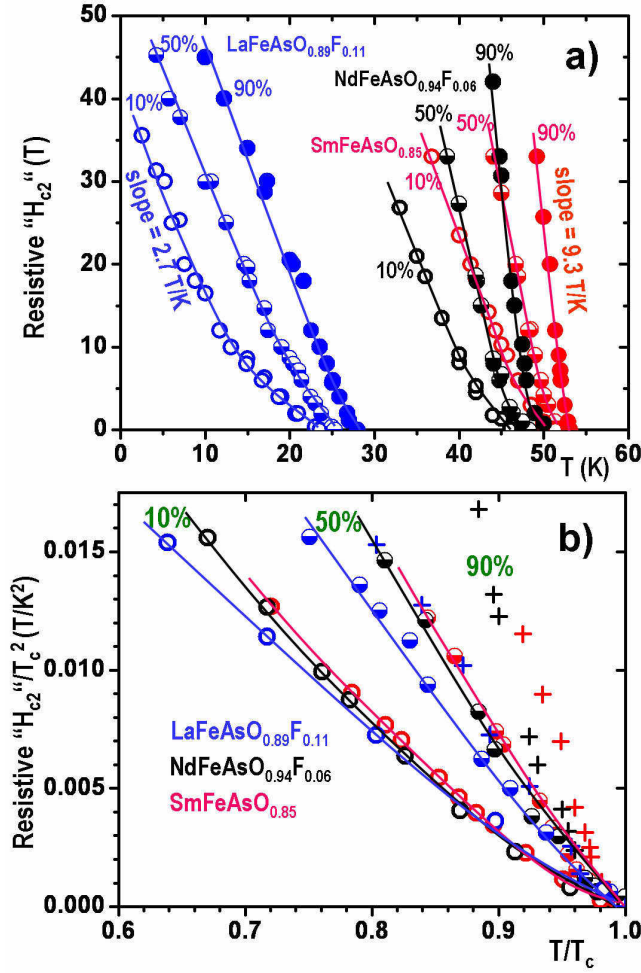 50
50%
LaFeAsO0.89F0.11
a)
90%
10%
90%
NdFeAsO0.94F0.06
50%
50%
90%
SmFeAsO0.85
10%
10%
slope = 2.7 T/K
slope = 9.3 T/K
40
30
20
10
0
Resistive “Hc2“ (T)
0 10 20 30 40 50 60
T (K)
10%
50%
90%
b)
0.015
0.010
0.005
0.000
Resistive “Hc2“/Tc2 (T/K2)
LaFeAsO0.89F0.11
NdFeAsO0.94F0.06
SmFeAsO0.85
0.6 0.7 0.8 0.9 1.0
T/Tc